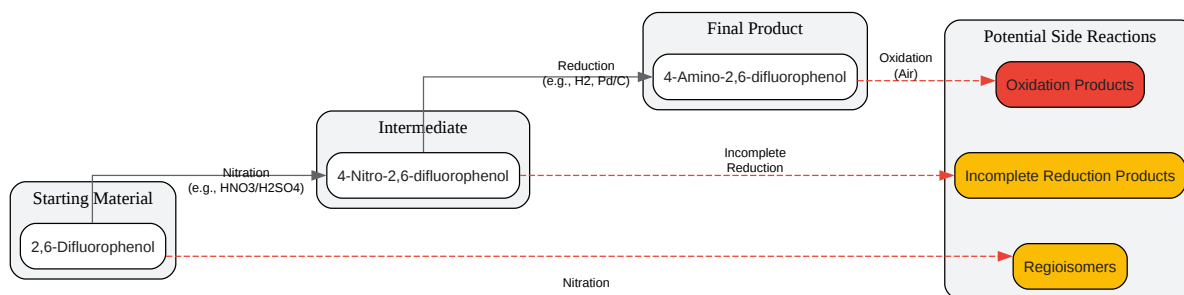 Final Product
Potential Side Reactions
Reduction
(e.g., H2, Pd/C)
4-Amino-2,6-difluorophenol
Oxidation
(Air)
Oxidation Products
Intermediate
Nitration
(e.g., HNO3/H2SO4)
4-Nitro-2,6-difluorophenol
Incomplete
Reduction
Incomplete Reduction Products
Starting Material
2,6-Difluorophenol
Nitration
Regioisomers